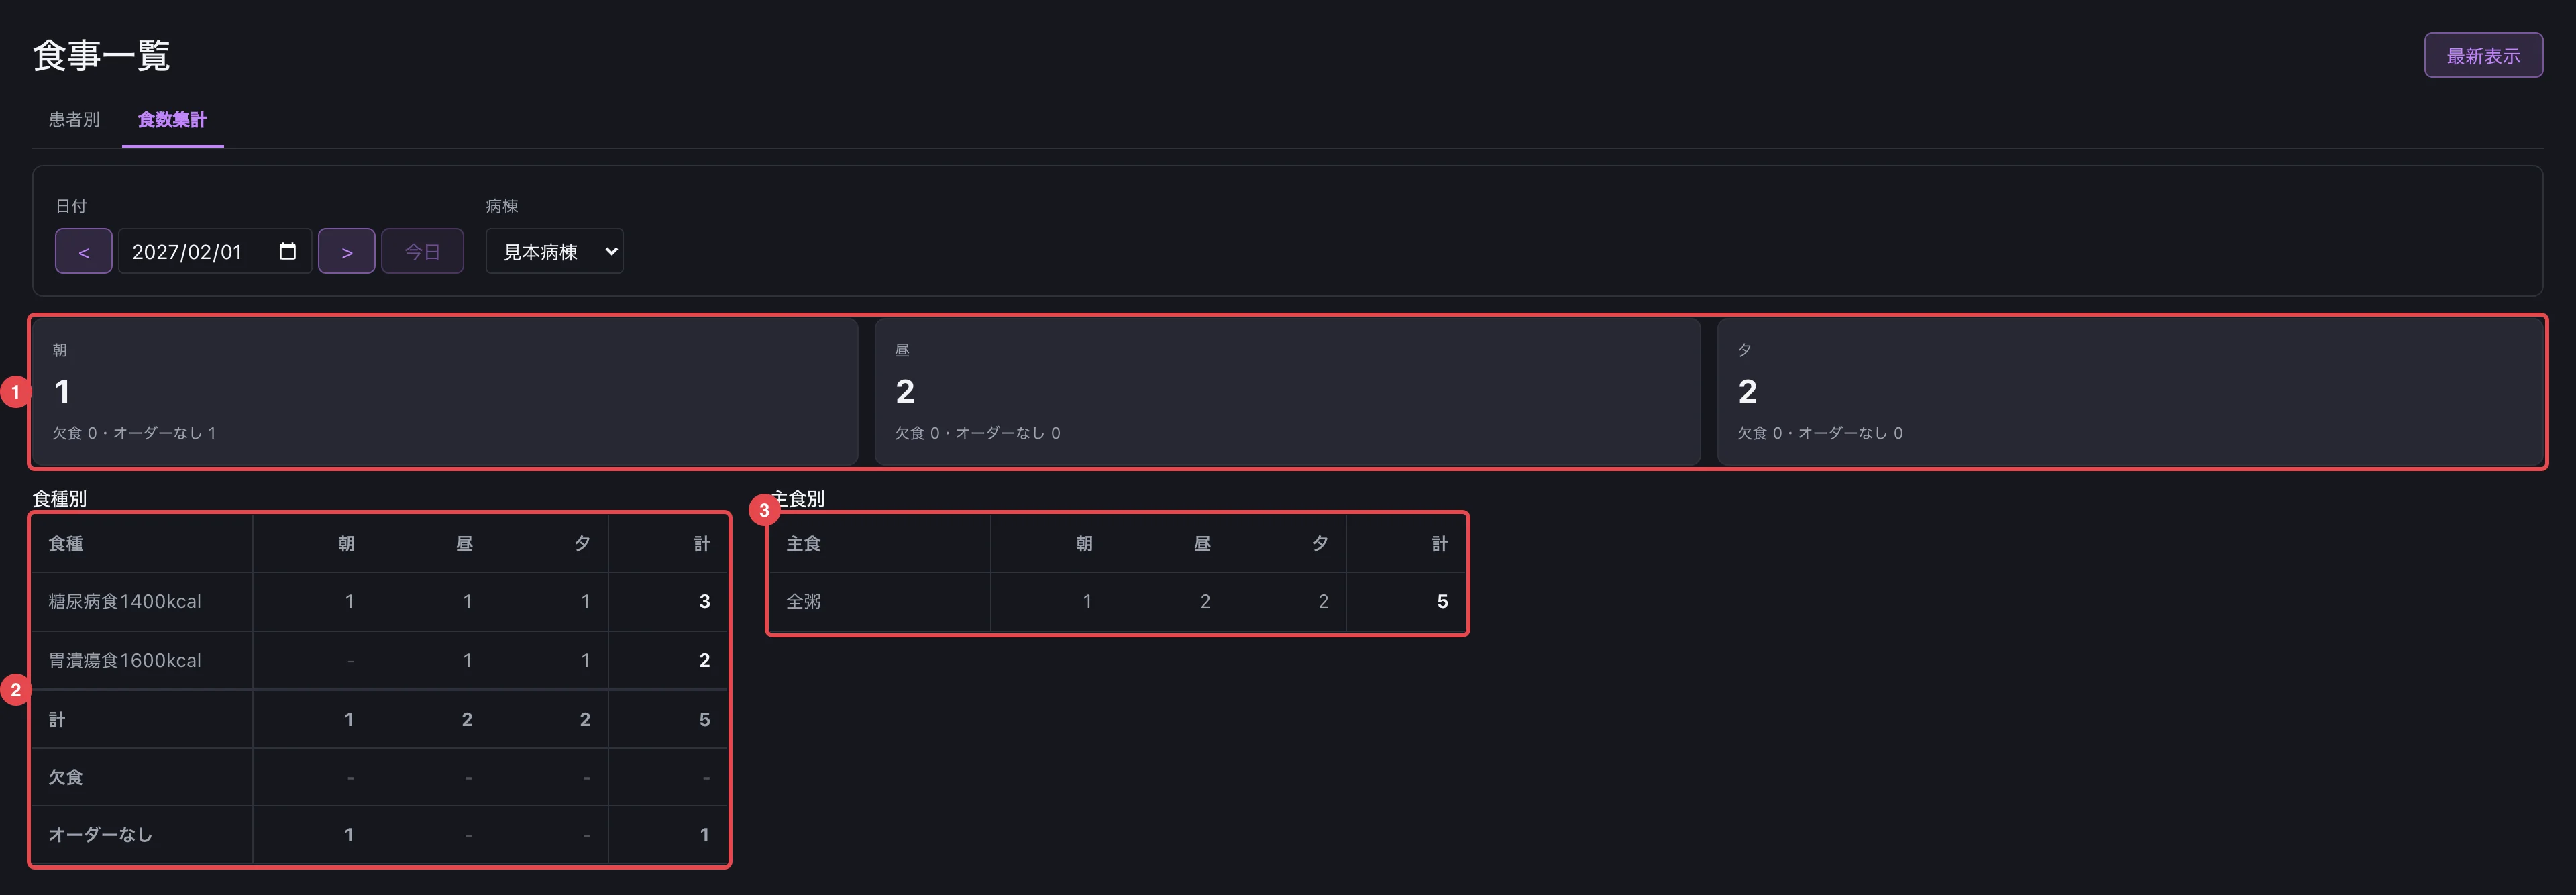 食事一覧
最新表示
患者別 食数集計
日付 病棟
< 2027/02/01 > 今日 見本病棟
朝 昼 夕
1 1 2 2
欠食 0・オーダーなし 1 欠食 0・オーダーなし 0 欠食 0・オーダーなし 0
食種別
2
食種 朝 昼 夕 計
糖尿病食1400kcal 1 1 1 3
胃潰瘍食1600kcal - 1 1 2
計 1 2 2 5
欠食 - - - -
オーダーなし 1 - - 1
3 主食別
主食 朝 昼 夕 計
全粥 1 2 2 5